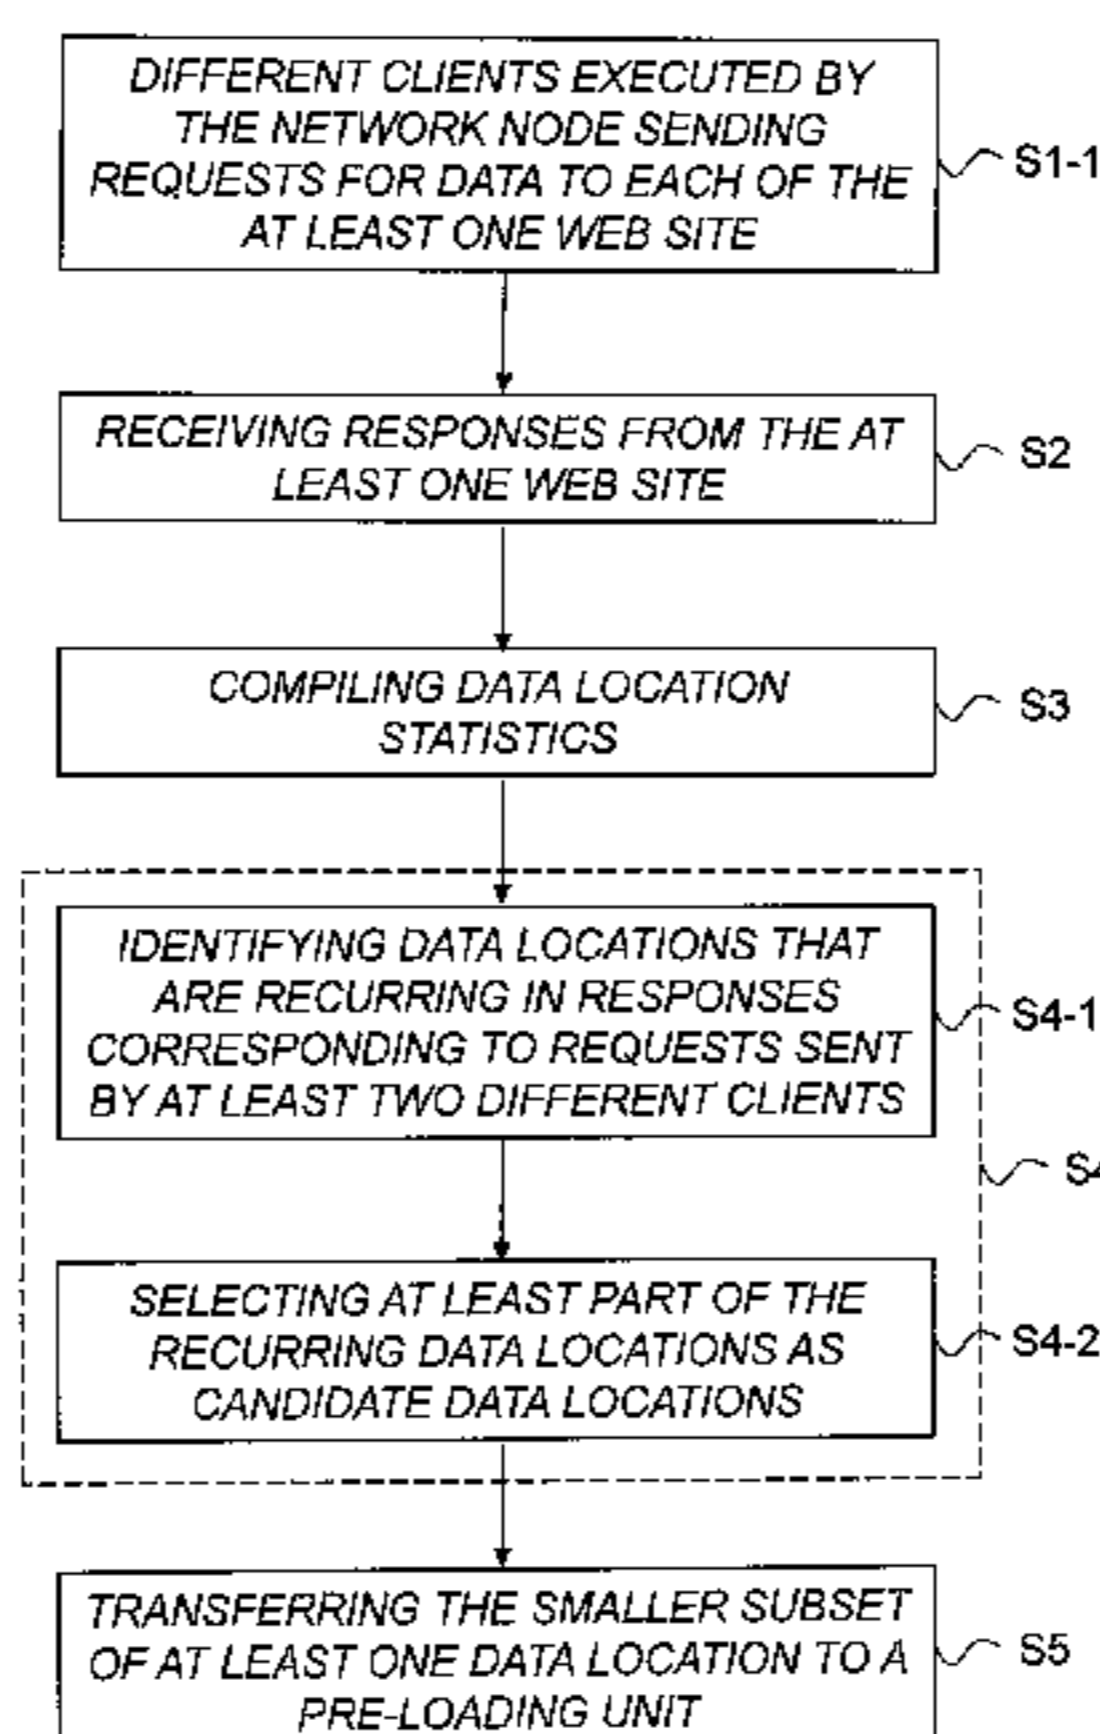 DIFFERENT CLIENTS EXECUTED BY
THE NETWORK NODE SENDING
REQUESTS FOR DATA TO EACH OF THE
AT LEAST ONE WEB SITE
S1-1
RECEIVING RESPONSES FROM THE AT
LEAST ONE WEB SITE
S2
COMPILING DATA LOCATION
STATISTICS
S3
IDENTIFYING DATA LOCATIONS THAT
ARE RECURRING IN RESPONSES
CORRESPONDING TO REQUESTS SENT
BY AT LEAST TWO DIFFERENT CLIENTS
S4-1
S4
SELECTING AT LEAST PART OF THE
RECURRING DATA LOCATIONS AS
CANDIDATE DATA LOCATIONS
S4-2
TRANSFERRING THE SMALLER SUBSET
OF AT LEAST ONE DATA LOCATION TO A
PRE-LOADING UNIT
S5